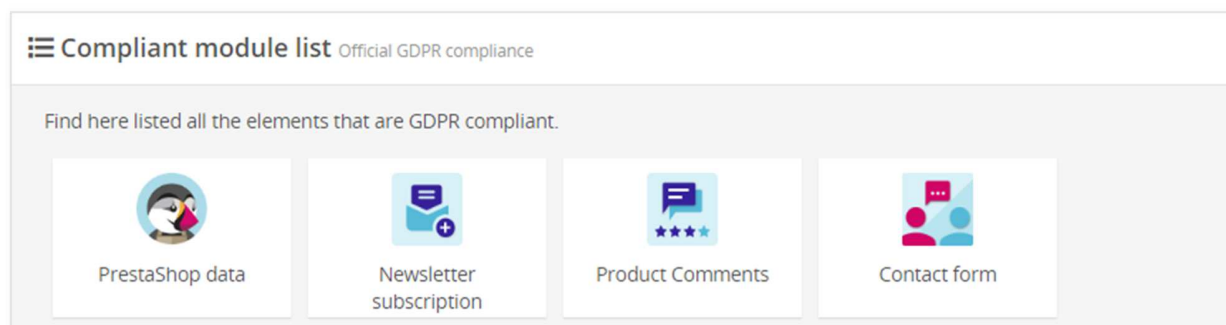 Compliant module list Official GDPR compliance
Find here listed all the elements that are GDPR compliant.
PrestaShop data
Newsletter
subscription
Product Comments
Contact form